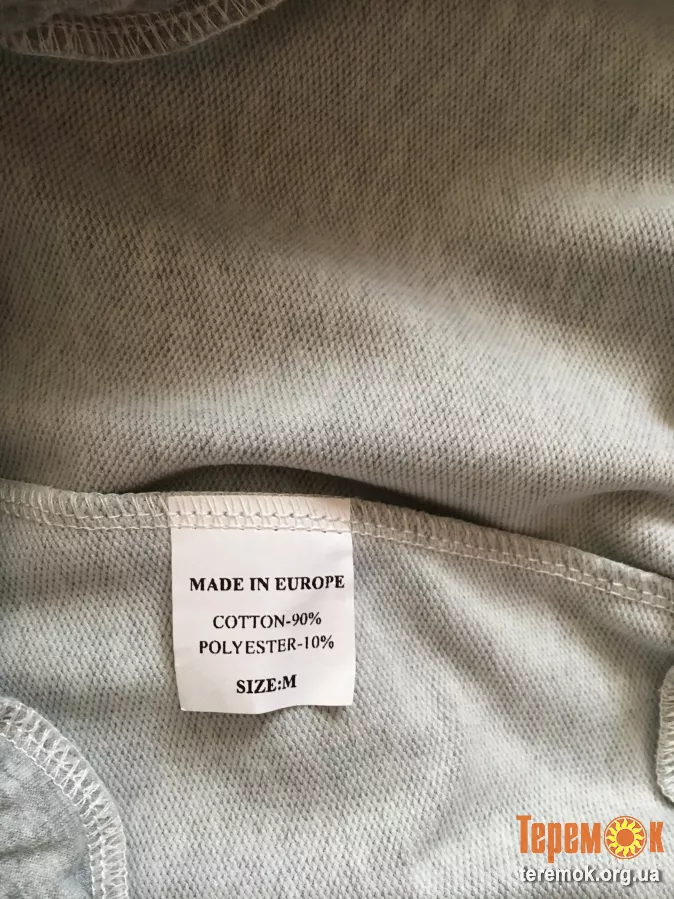 MADE IN EUROPE
COTTON-90%
POLYESTER-10%
SIZE:M
Теремок
teremok.org.ua